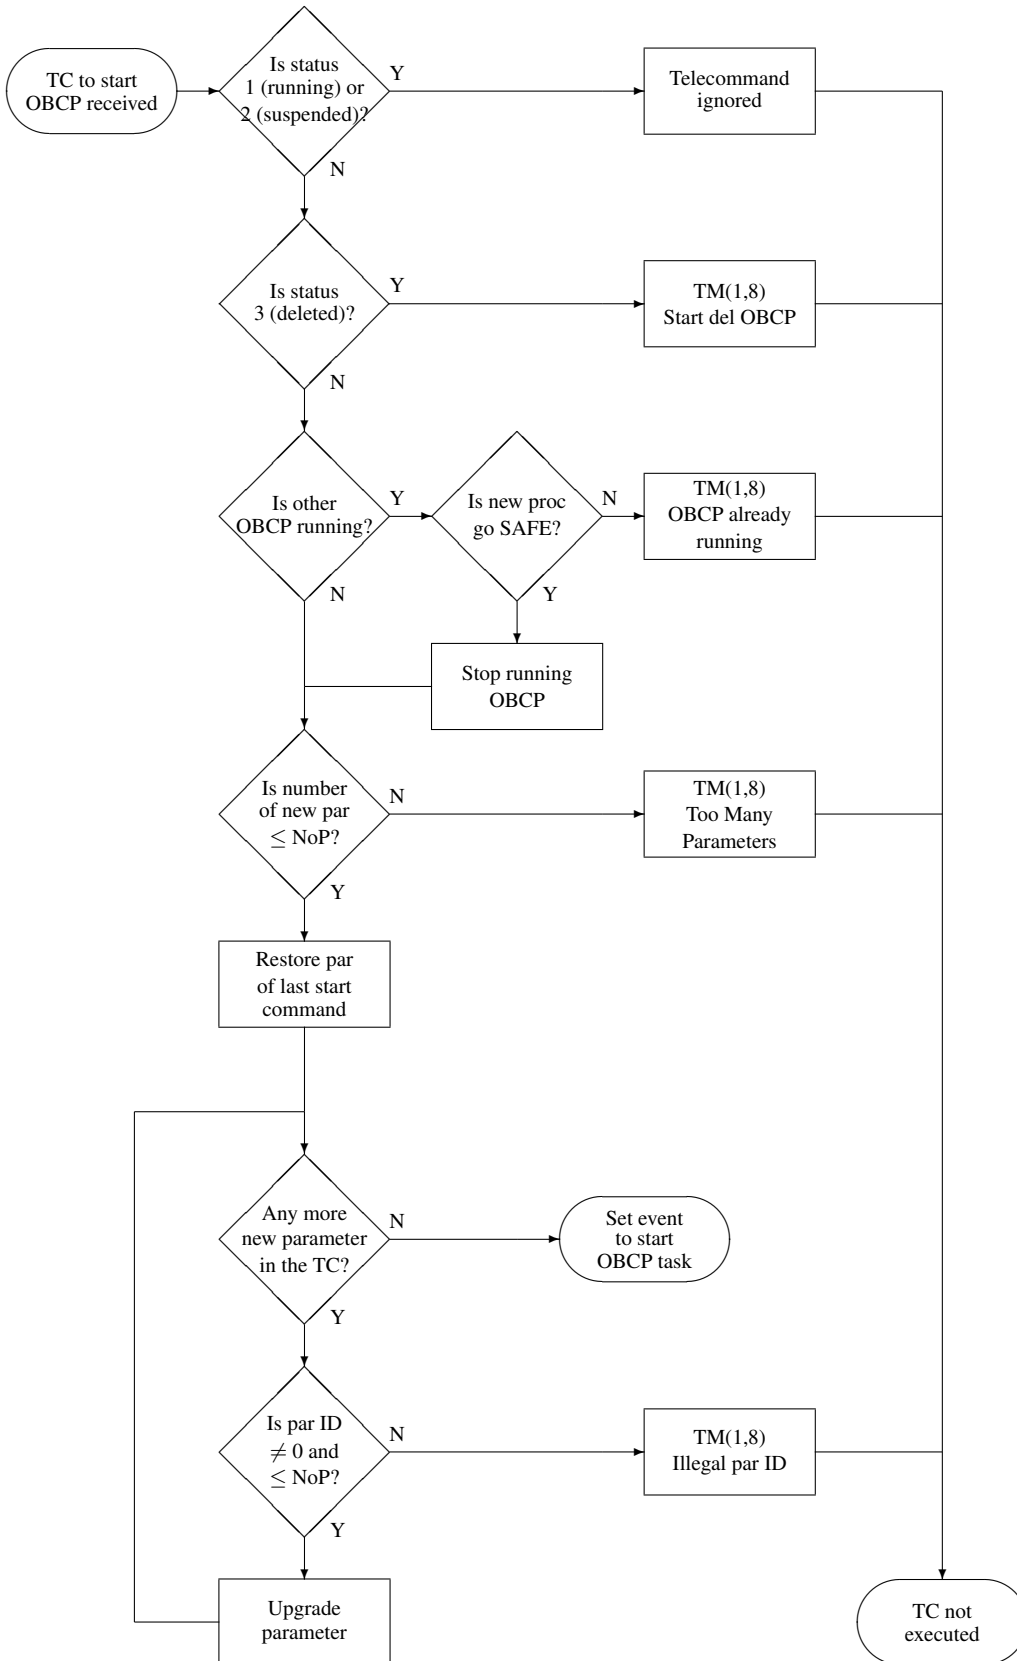 TC to start
OBCP received
Is status
1 (running) or
2 (suspended)?
Y
Telecommand
ignored
N
Is status
3 (deleted)?
Y
TM(1,8)
Start del OBCP
N
Is other
OBCP running?
Y
Is new proc
go SAFE?
N
TM(1,8)
OBCP already
running
N
Y
Stop running
OBCP
Is number
of new par
≤ NoP?
N
TM(1,8)
Too Many
Parameters
Y
Restore par
of last start
command
Any more
new parameter
in the TC?
N
Set event
to start
OBCP task
Y
Is par ID
≠ 0 and
≤ NoP?
N
TM(1,8)
Illegal par ID
Y
Upgrade
parameter
TC not
executed